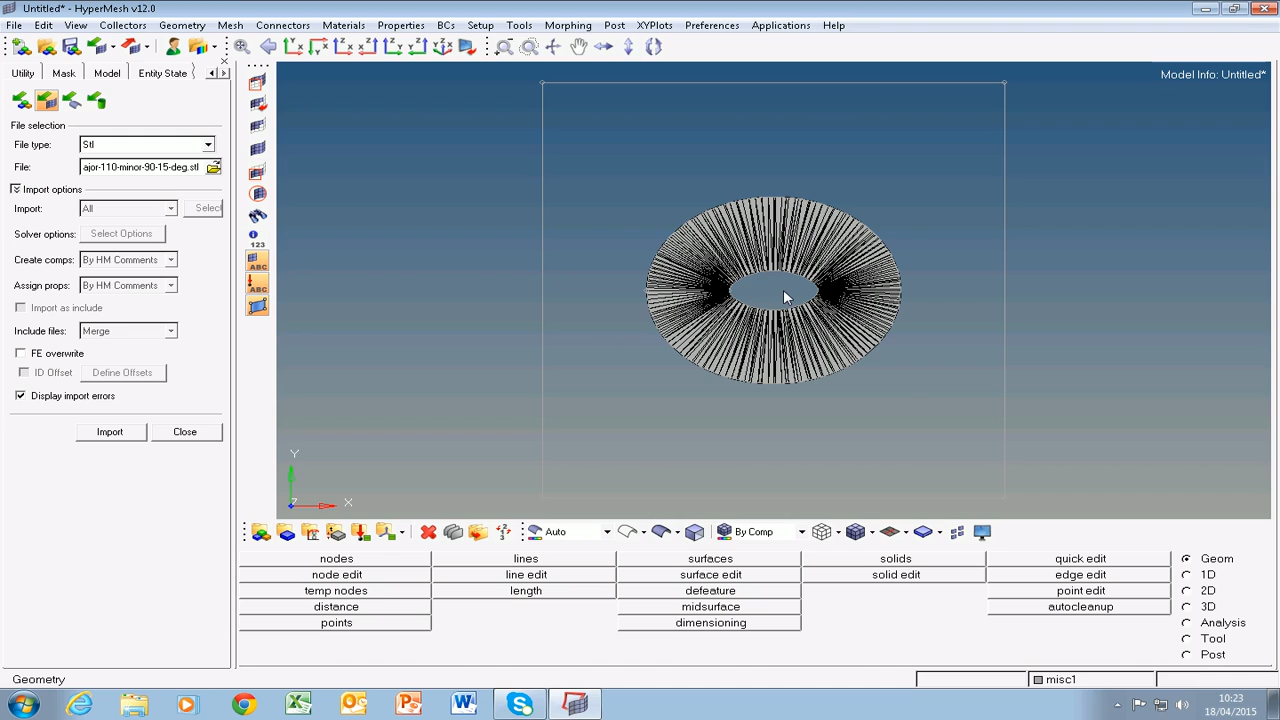 Untitled* - HyperMesh v12.0
File Edit View Collectors Geometry Mesh Connectors Materials Properties BCs Setup Tools Morphing Post XYPlots Preferences Applications Help
Utility Mask Model Entity State
Model Info: Untitled*
File selection
File type: Stl
File: ajor-110-minor-90-15-deg.stl
Import options
Import: All Select
Solver options: Select Options
Create comps: By HM Comments
Assign props: By HM Comments
Import as include
Include files: Merge
FE overwrite
ID Offset Define Offsets
Display import errors
Import Close
123
ABC
ABC
Y
Z X
Auto By Comp
nodes lines surfaces solids quick edit Geom
node edit line edit surface edit solid edit edge edit 1D
temp nodes length defeature point edit 2D
distance midsurface autocleanup 3D
points dimensioning Analysis
Tool
Post
Geometry misc1
10:23
18/04/2015